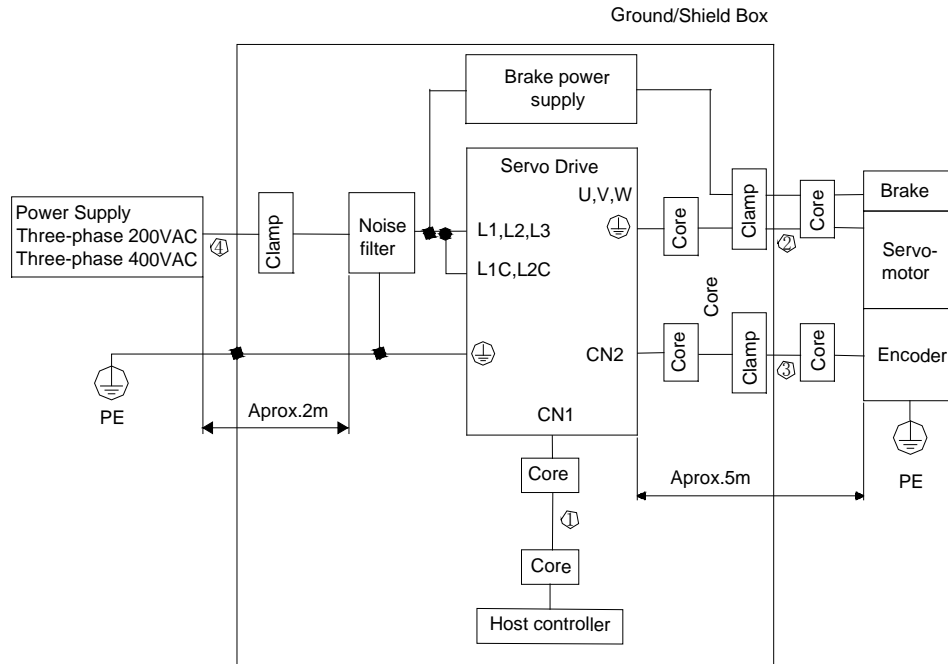 Ground/Shield Box
Brake power
supply
Servo Drive
U,V,W
Power Supply
Three-phase 200VAC
Three-phase 400VAC
④
Clamp
Noise
filter
L1,L2,L3
L1C,L2C
Core
Clamp
②
Core
Brake
Servo-
motor
Core
CN2
Core
Clamp
③
Core
Encoder
PE
Aprox.2m
CN1
Aprox.5m
PE
Core
①
Core
Host controller